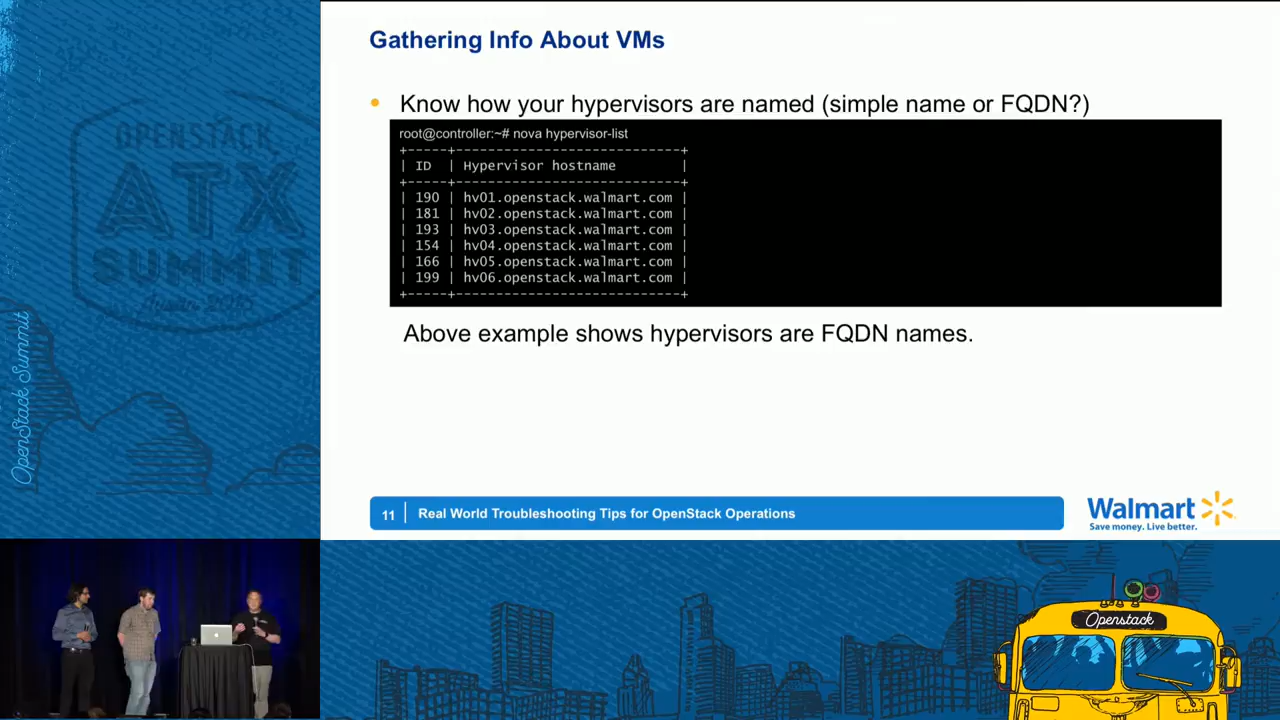 Gathering Info About VMs
• Know how your hypervisors are named (simple name or FQDN?)
root@controller:~# nova hypervisor-list
+-----+----------------------------+
| ID | Hypervisor hostname |
+-----+----------------------------+
| 190 | hv01.openstack.walmart.com |
| 181 | hv02.openstack.walmart.com |
| 193 | hv03.openstack.walmart.com |
| 154 | hv04.openstack.walmart.com |
| 166 | hv05.openstack.walmart.com |
| 199 | hv06.openstack.walmart.com |
+-----+----------------------------+
Above example shows hypervisors are FQDN names.
11
Real World Troubleshooting Tips for OpenStack Operations
Walmart
Save money. Live better.
OPENSTACK
ATX
SUMMIT
OpenStack Summit
Openstack